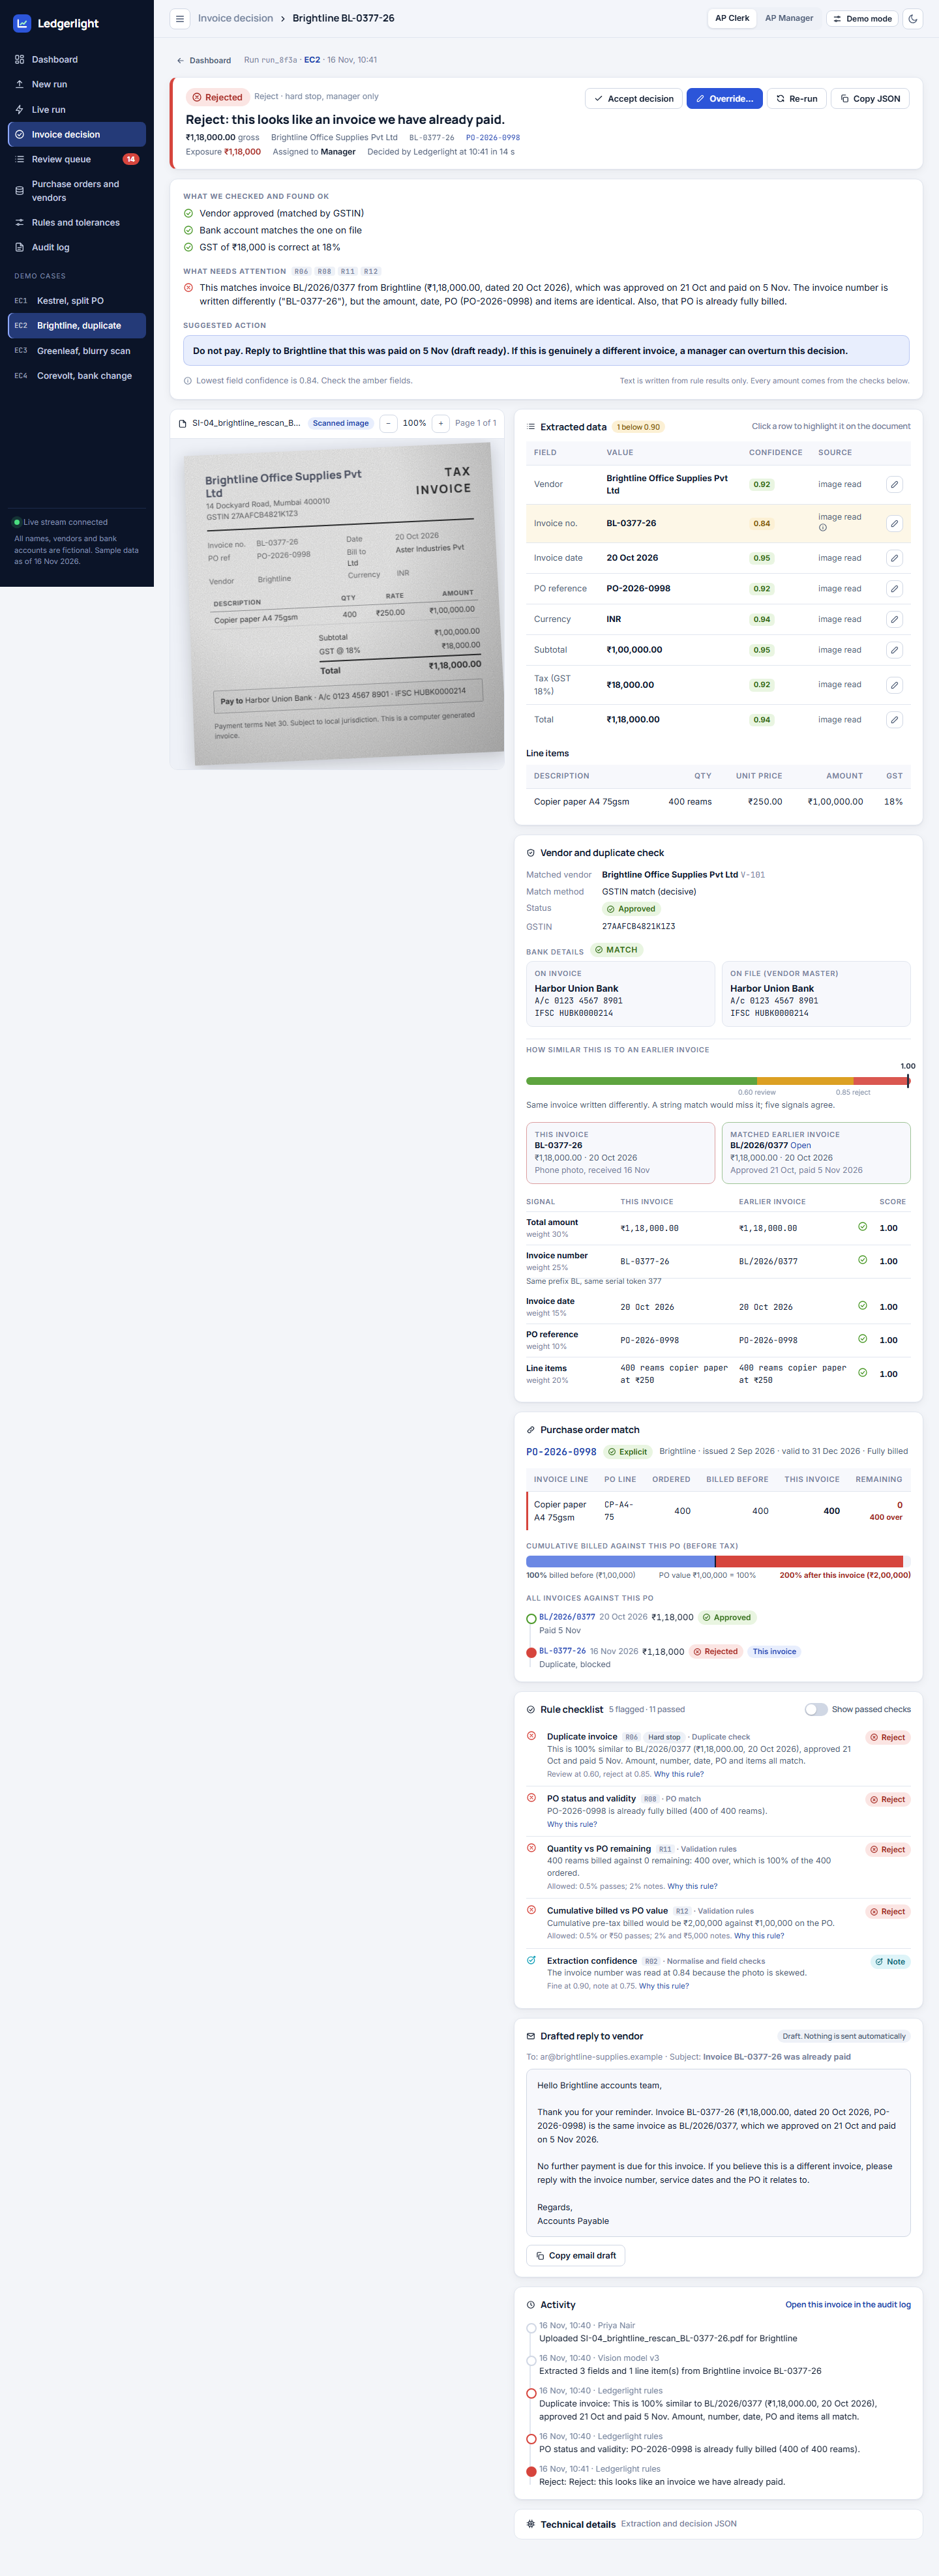 Ledgerlight
Dashboard
New run
Live run
Invoice decision
Review queue 14
Purchase orders and
vendors
Rules and tolerances
Audit log
DEMO CASES
EC1 Kestrel, split PO
EC2 Brightline, duplicate
EC3 Greenleaf, blurry scan
EC4 Corevolt, bank change
Live stream connected
All names, vendors and bank
accounts are fictional. Sample data
as of 16 Nov 2026.
Invoice decision > Brightline BL-0377-26
AP Clerk AP Manager Demo mode
← Dashboard Run run_8f3a · EC2 · 16 Nov, 10:41
Rejected Reject · hard stop, manager only
Accept decision Override... Re-run Copy JSON
Reject: this looks like an invoice we have already paid.
₹1,18,000.00 gross Brightline Office Supplies Pvt Ltd BL-0377-26 PO-2026-0998
Exposure ₹1,18,000 Assigned to Manager Decided by Ledgerlight at 10:41 in 14 s
WHAT WE CHECKED AND FOUND OK
Vendor approved (matched by GSTIN)
Bank account matches the one on file
GST of ₹18,000 is correct at 18%
WHAT NEEDS ATTENTION R06 R08 R11 R12
This matches invoice BL/2026/0377 from Brightline (₹1,18,000.00, dated 20 Oct 2026), which was approved on 21 Oct and paid on 5 Nov. The invoice number is
written differently ("BL-0377-26"), but the amount, date, PO (PO-2026-0998) and items are identical. Also, that PO is already fully billed.
SUGGESTED ACTION
Do not pay. Reply to Brightline that this was paid on 5 Nov (draft ready). If this is genuinely a different invoice, a manager can overturn this decision.
Lowest field confidence is 0.84. Check the amber fields.
Text is written from rule results only. Every amount comes from the checks below.
SI-04_brightline_rescan_B... Scanned image − 100% + Page 1 of 1
Brightline Office Supplies Pvt
Ltd
TAX
INVOICE
14 Dockyard Road, Mumbai 400010
GSTIN 27AAFCB4821K1Z3
Invoice no. BL-0377-26 Date 20 Oct 2026
PO ref PO-2026-0998 Bill to Aster Industries Pvt
Ltd
Vendor Brightline Currency INR
DESCRIPTION QTY RATE AMOUNT
Copier paper A4 75gsm 400 ₹250.00 ₹1,00,000.00
Subtotal ₹1,00,000.00
GST @ 18% ₹18,000.00
Total ₹1,18,000.00
Pay to Harbor Union Bank · A/c 0123 4567 8901 · IFSC HUBK0000214
Payment terms Net 30. Subject to local jurisdiction. This is a computer generated
invoice.
Extracted data 1 below 0.90 Click a row to highlight it on the document
FIELD VALUE CONFIDENCE SOURCE
Vendor Brightline Office Supplies Pvt
Ltd 0.92 image read
Invoice no. BL-0377-26 0.84 image read
Invoice date 20 Oct 2026 0.95 image read
PO reference PO-2026-0998 0.92 image read
Currency INR 0.94 image read
Subtotal ₹1,00,000.00 0.95 image read
Tax (GST
18%) ₹18,000.00 0.92 image read
Total ₹1,18,000.00 0.94 image read
Line items
DESCRIPTION QTY UNIT PRICE AMOUNT GST
Copier paper A4 75gsm 400 reams ₹250.00 ₹1,00,000.00 18%
Vendor and duplicate check
Matched vendor Brightline Office Supplies Pvt Ltd V-101
Match method GSTIN match (decisive)
Status Approved
GSTIN 27AAFCB4821K1Z3
BANK DETAILS MATCH
ON INVOICE
Harbor Union Bank
A/c 0123 4567 8901
IFSC HUBK0000214
ON FILE (VENDOR MASTER)
Harbor Union Bank
A/c 0123 4567 8901
IFSC HUBK0000214
HOW SIMILAR THIS IS TO AN EARLIER INVOICE
1.00
0.60 review 0.85 reject
Same invoice written differently. A string match would miss it; five signals agree.
THIS INVOICE
BL-0377-26
₹1,18,000.00 · 20 Oct 2026
Phone photo, received 16 Nov
MATCHED EARLIER INVOICE
BL/2026/0377 Open
₹1,18,000.00 · 20 Oct 2026
Approved 21 Oct, paid 5 Nov 2026
SIGNAL THIS INVOICE EARLIER INVOICE SCORE
Total amount ₹1,18,000.00 ₹1,18,000.00 1.00
weight 30%
Invoice number BL-0377-26 BL/2026/0377 1.00
weight 25%
Same prefix BL, same serial token 377
Invoice date 20 Oct 2026 20 Oct 2026 1.00
weight 15%
PO reference PO-2026-0998 PO-2026-0998 1.00
weight 10%
Line items 400 reams copier paper 400 reams copier paper 1.00
weight 20% at ₹250 at ₹250
Purchase order match
PO-2026-0998 Explicit Brightline · issued 2 Sep 2026 · valid to 31 Dec 2026 · Fully billed
INVOICE LINE PO LINE ORDERED BILLED BEFORE THIS INVOICE REMAINING
Copier paper CP-A4- 400 400 400 0
A4 75gsm 75 400 over
CUMULATIVE BILLED AGAINST THIS PO (BEFORE TAX)
100% billed before (₹1,00,000) PO value ₹1,00,000 = 100% 200% after this invoice (₹2,00,000)
ALL INVOICES AGAINST THIS PO
BL/2026/0377 20 Oct 2026 ₹1,18,000 Approved
Paid 5 Nov
BL-0377-26 16 Nov 2026 ₹1,18,000 Rejected This invoice
Duplicate, blocked
Rule checklist 5 flagged · 11 passed Show passed checks
Duplicate invoice R06 Hard stop · Duplicate check Reject
This is 100% similar to BL/2026/0377 (₹1,18,000.00, 20 Oct 2026), approved 21
Oct and paid 5 Nov. Amount, number, date, PO and items all match.
Review at 0.60, reject at 0.85. Why this rule?
PO status and validity R08 · PO match Reject
PO-2026-0998 is already fully billed (400 of 400 reams).
Why this rule?
Quantity vs PO remaining R11 · Validation rules Reject
400 reams billed against 0 remaining: 400 over, which is 100% of the 400
ordered.
Allowed: 0.5% passes; 2% notes. Why this rule?
Cumulative billed vs PO value R12 · Validation rules Reject
Cumulative pre-tax billed would be ₹2,00,000 against ₹1,00,000 on the PO.
Allowed: 0.5% or ₹50 passes; 2% and ₹5,000 notes. Why this rule?
Extraction confidence R02 · Normalise and field checks Note
The invoice number was read at 0.84 because the photo is skewed.
Fine at 0.90, note at 0.75. Why this rule?
Drafted reply to vendor Draft. Nothing is sent automatically
To: ar@brightline-supplies.example · Subject: Invoice BL-0377-26 was already paid
Hello Brightline accounts team,
Thank you for your reminder. Invoice BL-0377-26 (₹1,18,000.00, dated 20 Oct 2026, PO-
2026-0998) is the same invoice as BL/2026/0377, which we approved on 21 Oct and paid
on 5 Nov 2026.
No further payment is due for this invoice. If you believe this is a different invoice, please
reply with the invoice number, service dates and the PO it relates to.
Regards,
Accounts Payable
Copy email draft
Activity Open this invoice in the audit log
16 Nov, 10:40 · Priya Nair
Uploaded SI-04_brightline_rescan_BL-0377-26.pdf for Brightline
16 Nov, 10:40 · Vision model v3
Extracted 3 fields and 1 line item(s) from Brightline invoice BL-0377-26
16 Nov, 10:40 · Ledgerlight rules
Duplicate invoice: This is 100% similar to BL/2026/0377 (₹1,18,000.00, 20 Oct 2026),
approved 21 Oct and paid 5 Nov. Amount, number, date, PO and items all match.
16 Nov, 10:40 · Ledgerlight rules
PO status and validity: PO-2026-0998 is already fully billed (400 of 400 reams).
16 Nov, 10:41 · Ledgerlight rules
Reject: Reject: this looks like an invoice we have already paid.
Technical details Extraction and decision JSON